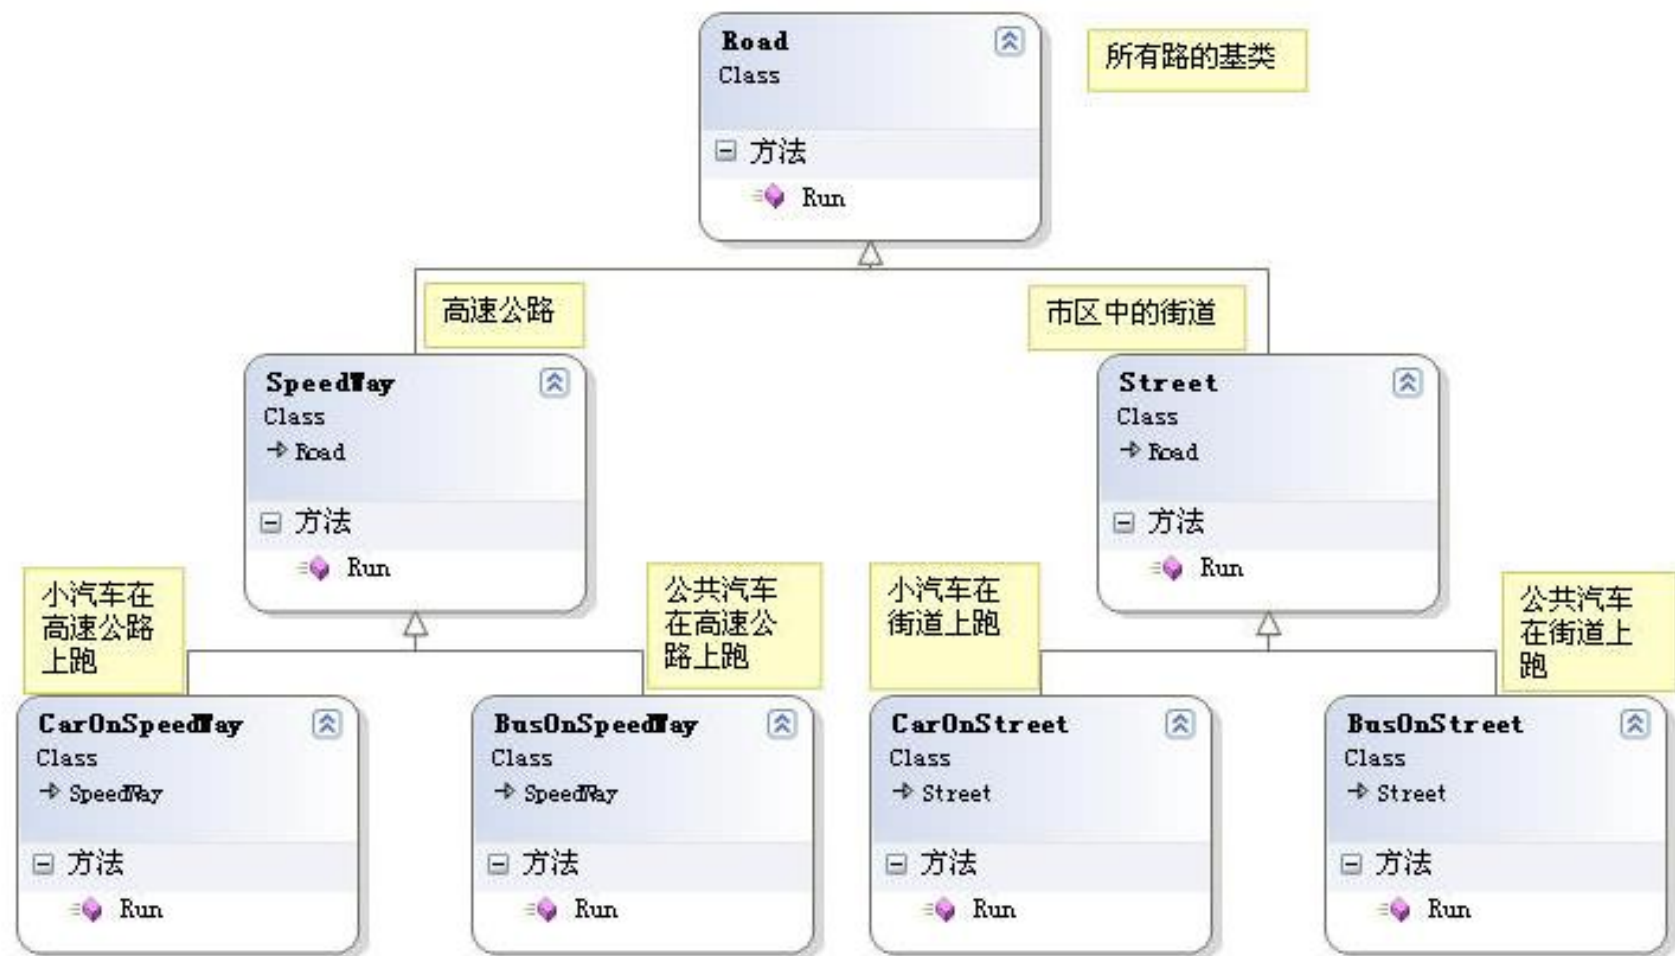 Road
Class
方法
Run
所有路的基类
高速公路
市区中的街道
SpeedWay
Class
Road
方法
Run
Street
Class
Road
方法
Run
小汽车在
高速公路
上跑
公共汽车
在高速公
路上跑
小汽车在
街道上跑
公共汽车
在街道上
跑
CarOnSpeedWay
Class
SpeedWay
方法
Run
BusOnSpeedWay
Class
SpeedWay
方法
Run
CarOnStreet
Class
Street
方法
Run
BusOnStreet
Class
Street
方法
Run